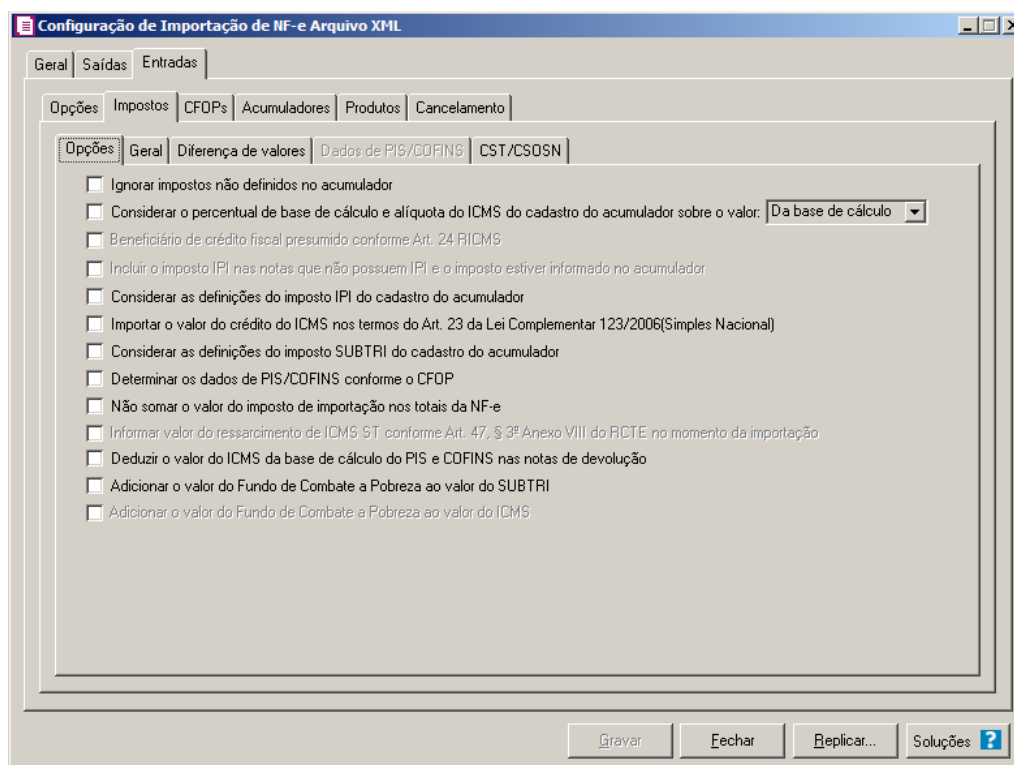 Configuração de Importação de NF-e Arquivo XML
Geral Saídas Entradas
Opções Impostos CFOPs Acumuladores Produtos Cancelamento
Opções Geral Diferença de valores Dados de PIS/COFINS CST/CSOSN
Ignorar impostos não definidos no acumulador
Considerar o percentual de base de cálculo e alíquota do ICMS do cadastro do acumulador sobre o valor: Da base de cálculo
Beneficiário de crédito fiscal presumido conforme Art. 24 RICMS
Incluir o imposto IPI nas notas que não possuem IPI e o imposto estiver informado no acumulador
Considerar as definições do imposto IPI do cadastro do acumulador
Importar o valor do crédito do ICMS nos termos do Art. 23 da Lei Complementar 123/2006(Simples Nacional)
Considerar as definições do imposto SUBTRI do cadastro do acumulador
Determinar os dados de PIS/COFINS conforme o CFOP
Não somar o valor do imposto de importação nos totais da NF-e
Informar valor do ressarcimento de ICMS ST conforme Art. 47, § 3º Anexo VIII do RCTE no momento da importação
Deduzir o valor do ICMS da base de cálculo do PIS e COFINS nas notas de devolução
Adicionar o valor do Fundo de Combate a Pobreza ao valor do SUBTRI
Adicionar o valor do Fundo de Combate a Pobreza ao valor do ICMS
Gravar Fechar Replicar... Soluções ?